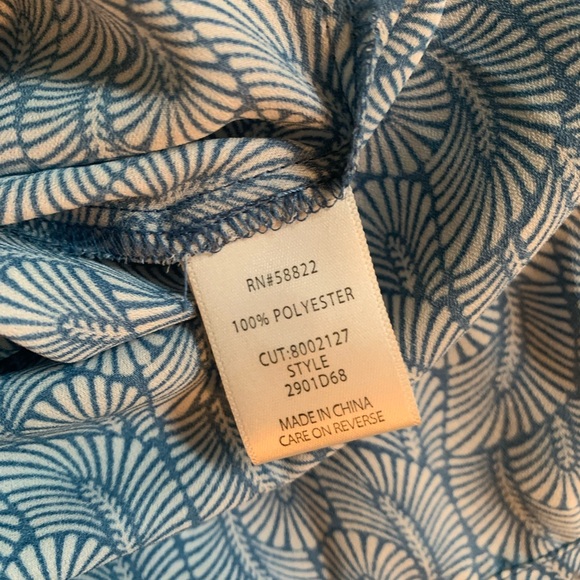 RN#58822
100% POLYESTER
CUT:8002127
STYLE
2901D68
MADE IN CHINA
CARE ON REVERSE